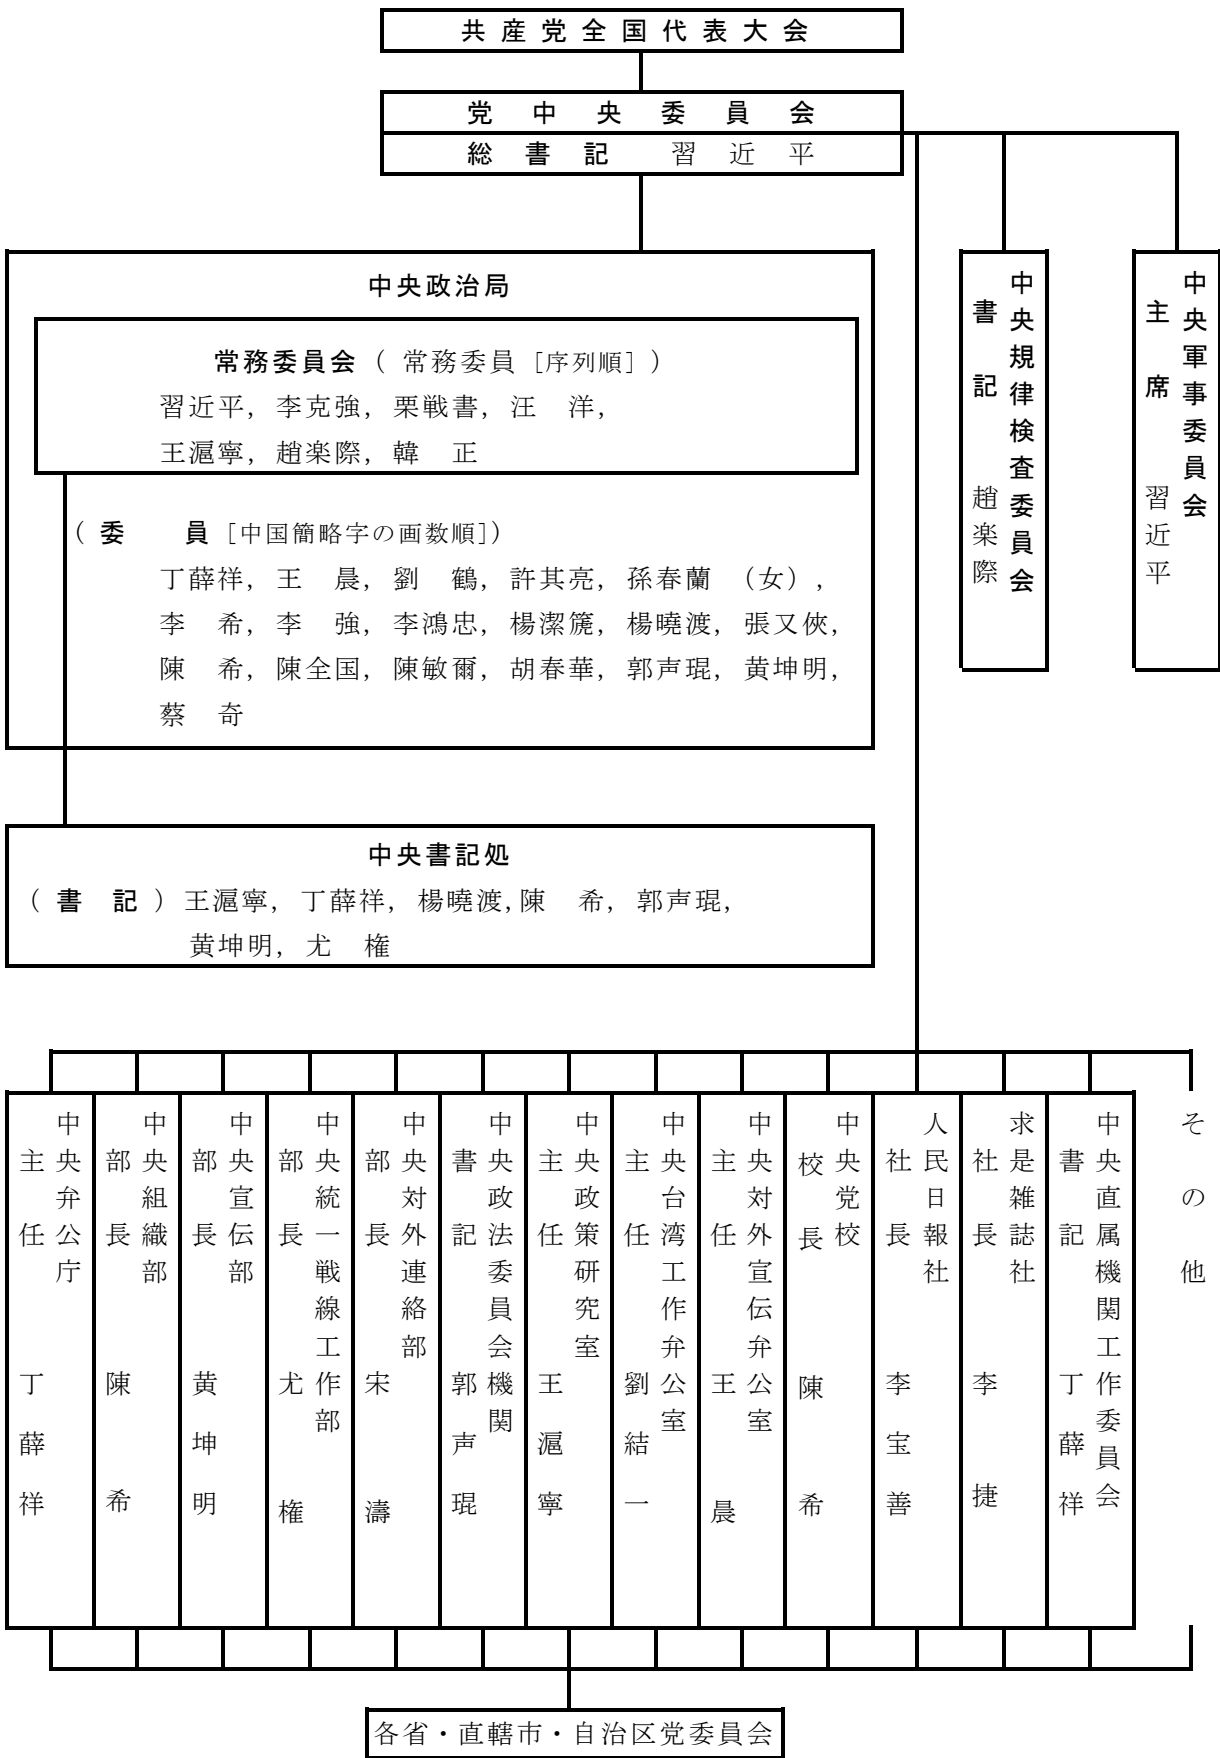 共産党全国代表大会
党中央委員会
総書記　習近平
中央政治局
常務委員会（常務委員［序列順］）
習近平，李克強，栗戦書，汪　洋，
王滬寧，趙楽際，韓　正
（委　員［中国簡略字の画数順］）
丁薛祥，王　晨，劉　鶴，許其亮，孫春蘭（女），
李　希，李　強，李鴻忠，楊潔篪，楊曉渡，張又俠，
陳　希，陳全国，陳敏爾，胡春華，郭声琨，黄坤明，
蔡　奇
中央規律検査委員会
書記　趙楽際
中央軍事委員会
主席　習近平
中央書記処
（書　記）王滬寧，丁薛祥，楊曉渡，陳　希，郭声琨，
黄坤明，尤　権
中央弁公庁
主任　丁薛祥
中央組織部
部長　陳希
中央宣伝部
部長　黄坤明
中央統一戦線工作部
部長　尤権
中央対外連絡部
部長　宋濤
中央政法委員会機関
書記　郭声琨
中央政策研究室
主任　王滬寧
中央台湾工作弁公室
主任　劉結一
中央対外宣伝弁公室
主任　王晨
中央党校
校長　陳希
人民日報社
社長　李宝善
求是雑誌社
社長　李捷
中央直属機関工作委員会
書記　丁薛祥
その他
各省・直轄市・自治区党委員会